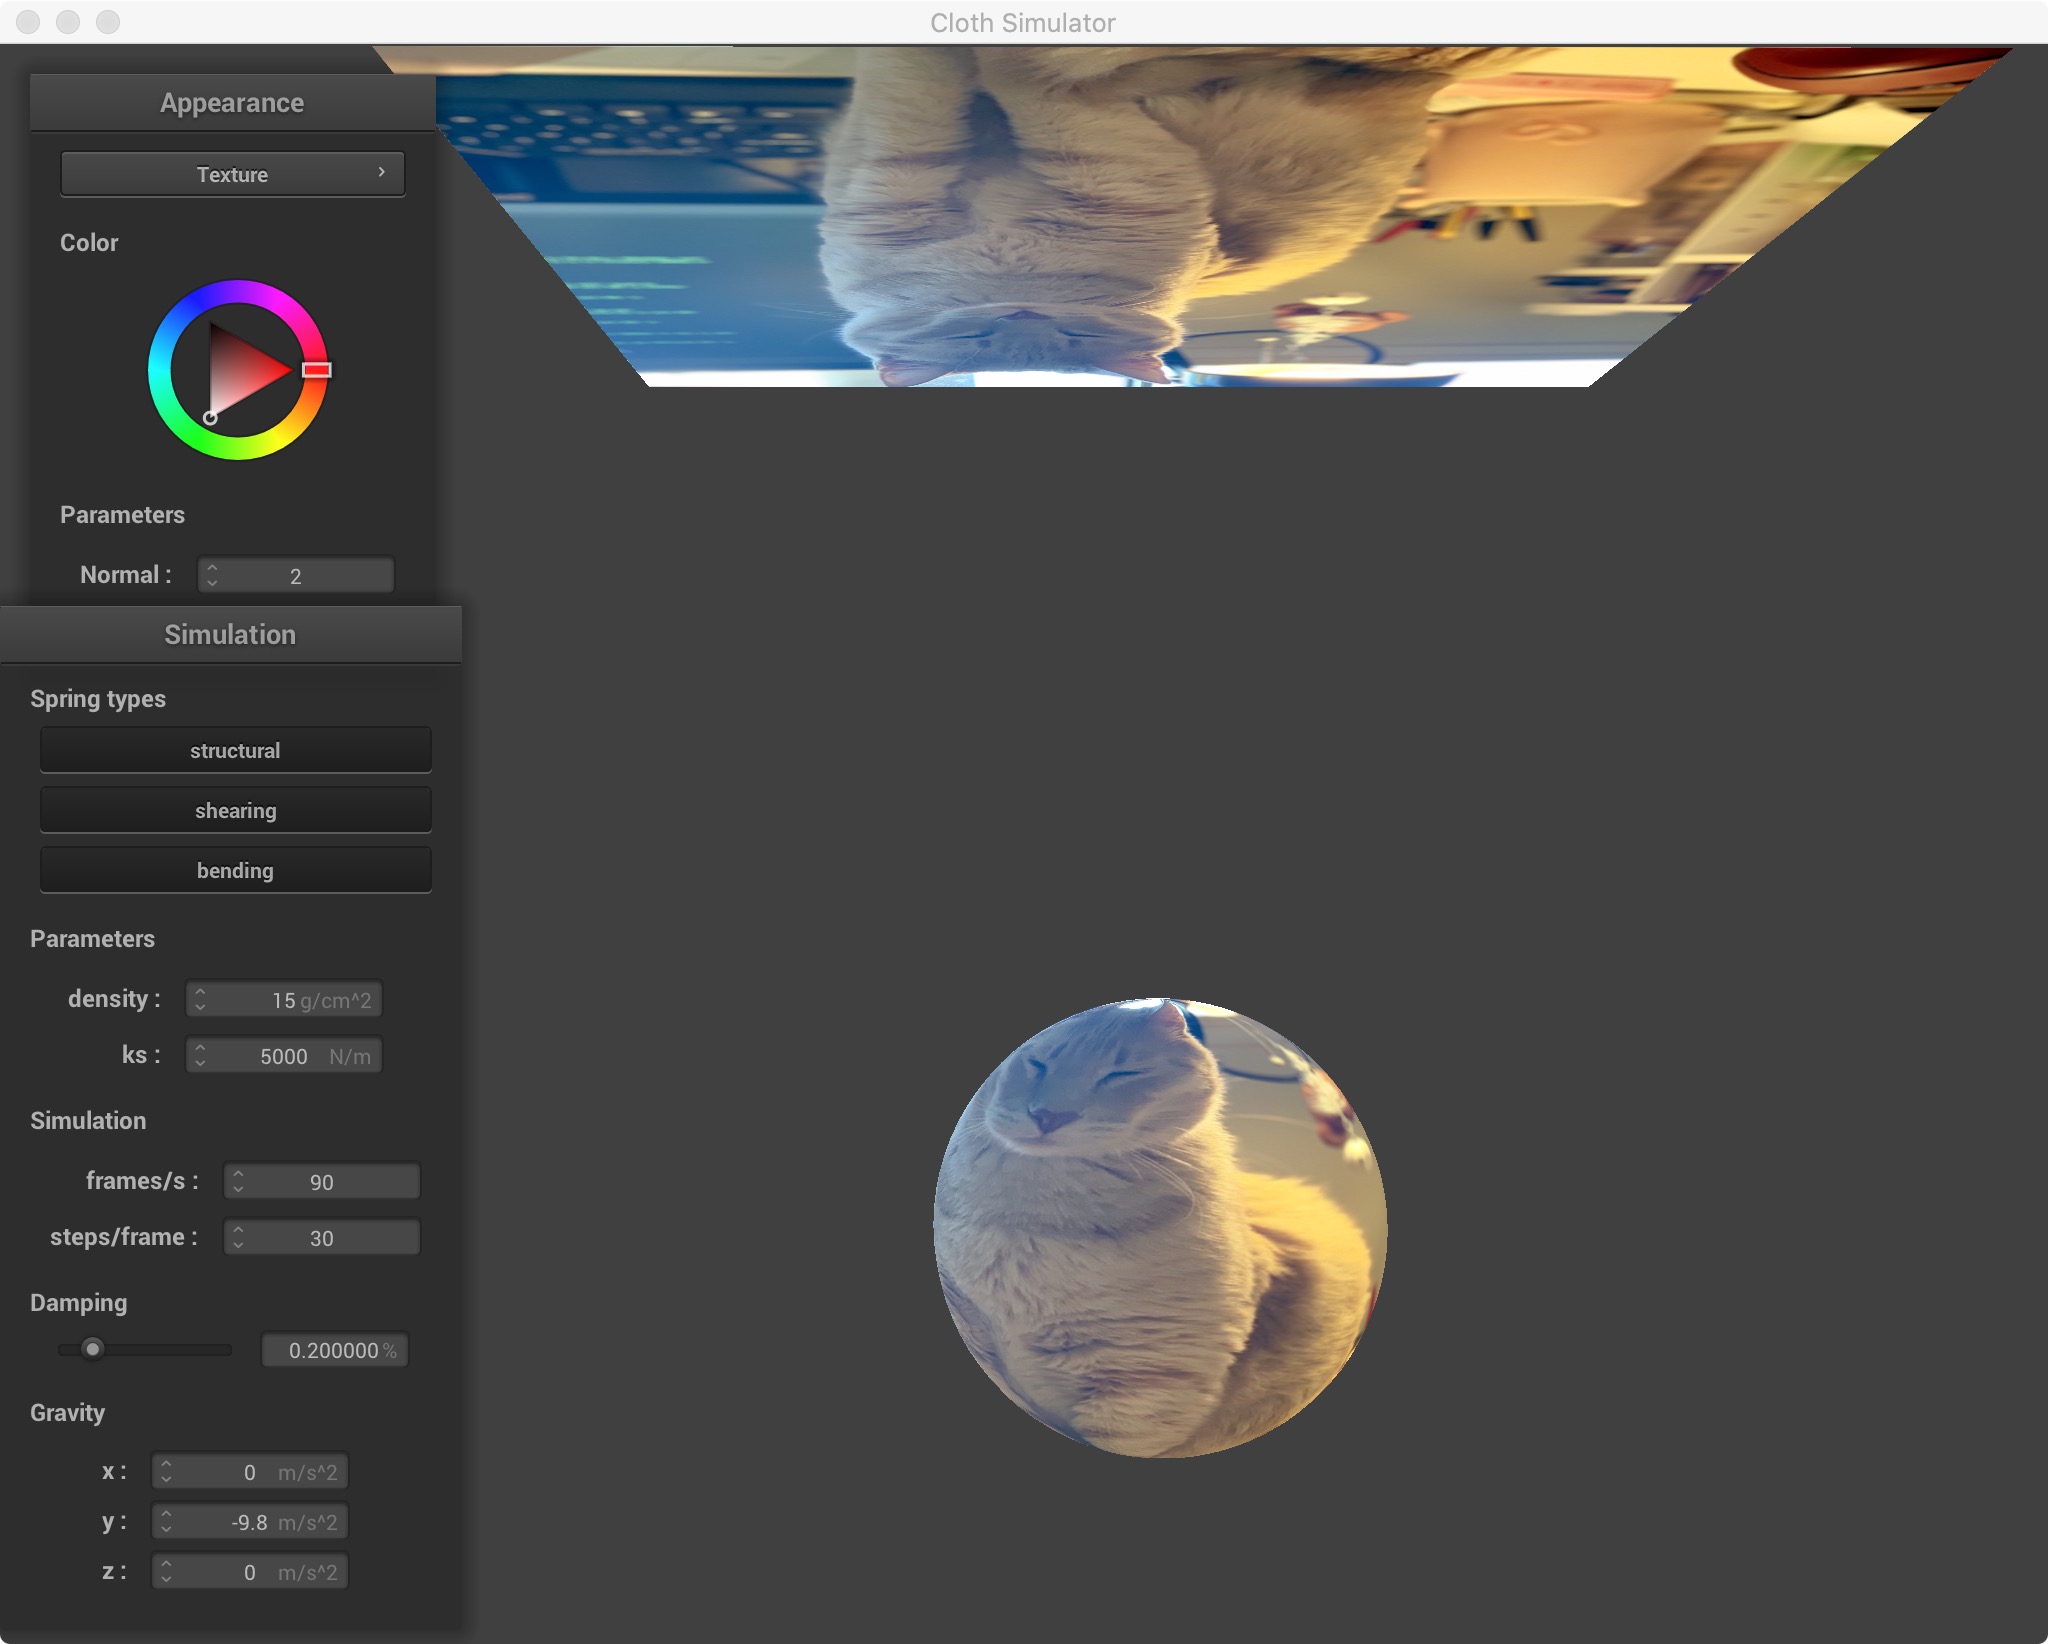 Cloth Simulator
Appearance
Texture
Color
Parameters
Normal : 2
Simulation
Spring types
structural
shearing
bending
Parameters
density : 15 g/cm^2
ks : 5000 N/m
Simulation
frames/s : 90
steps/frame : 30
Damping
0.200000 %
Gravity
x : 0 m/s^2
y : -9.8 m/s^2
z : 0 m/s^2